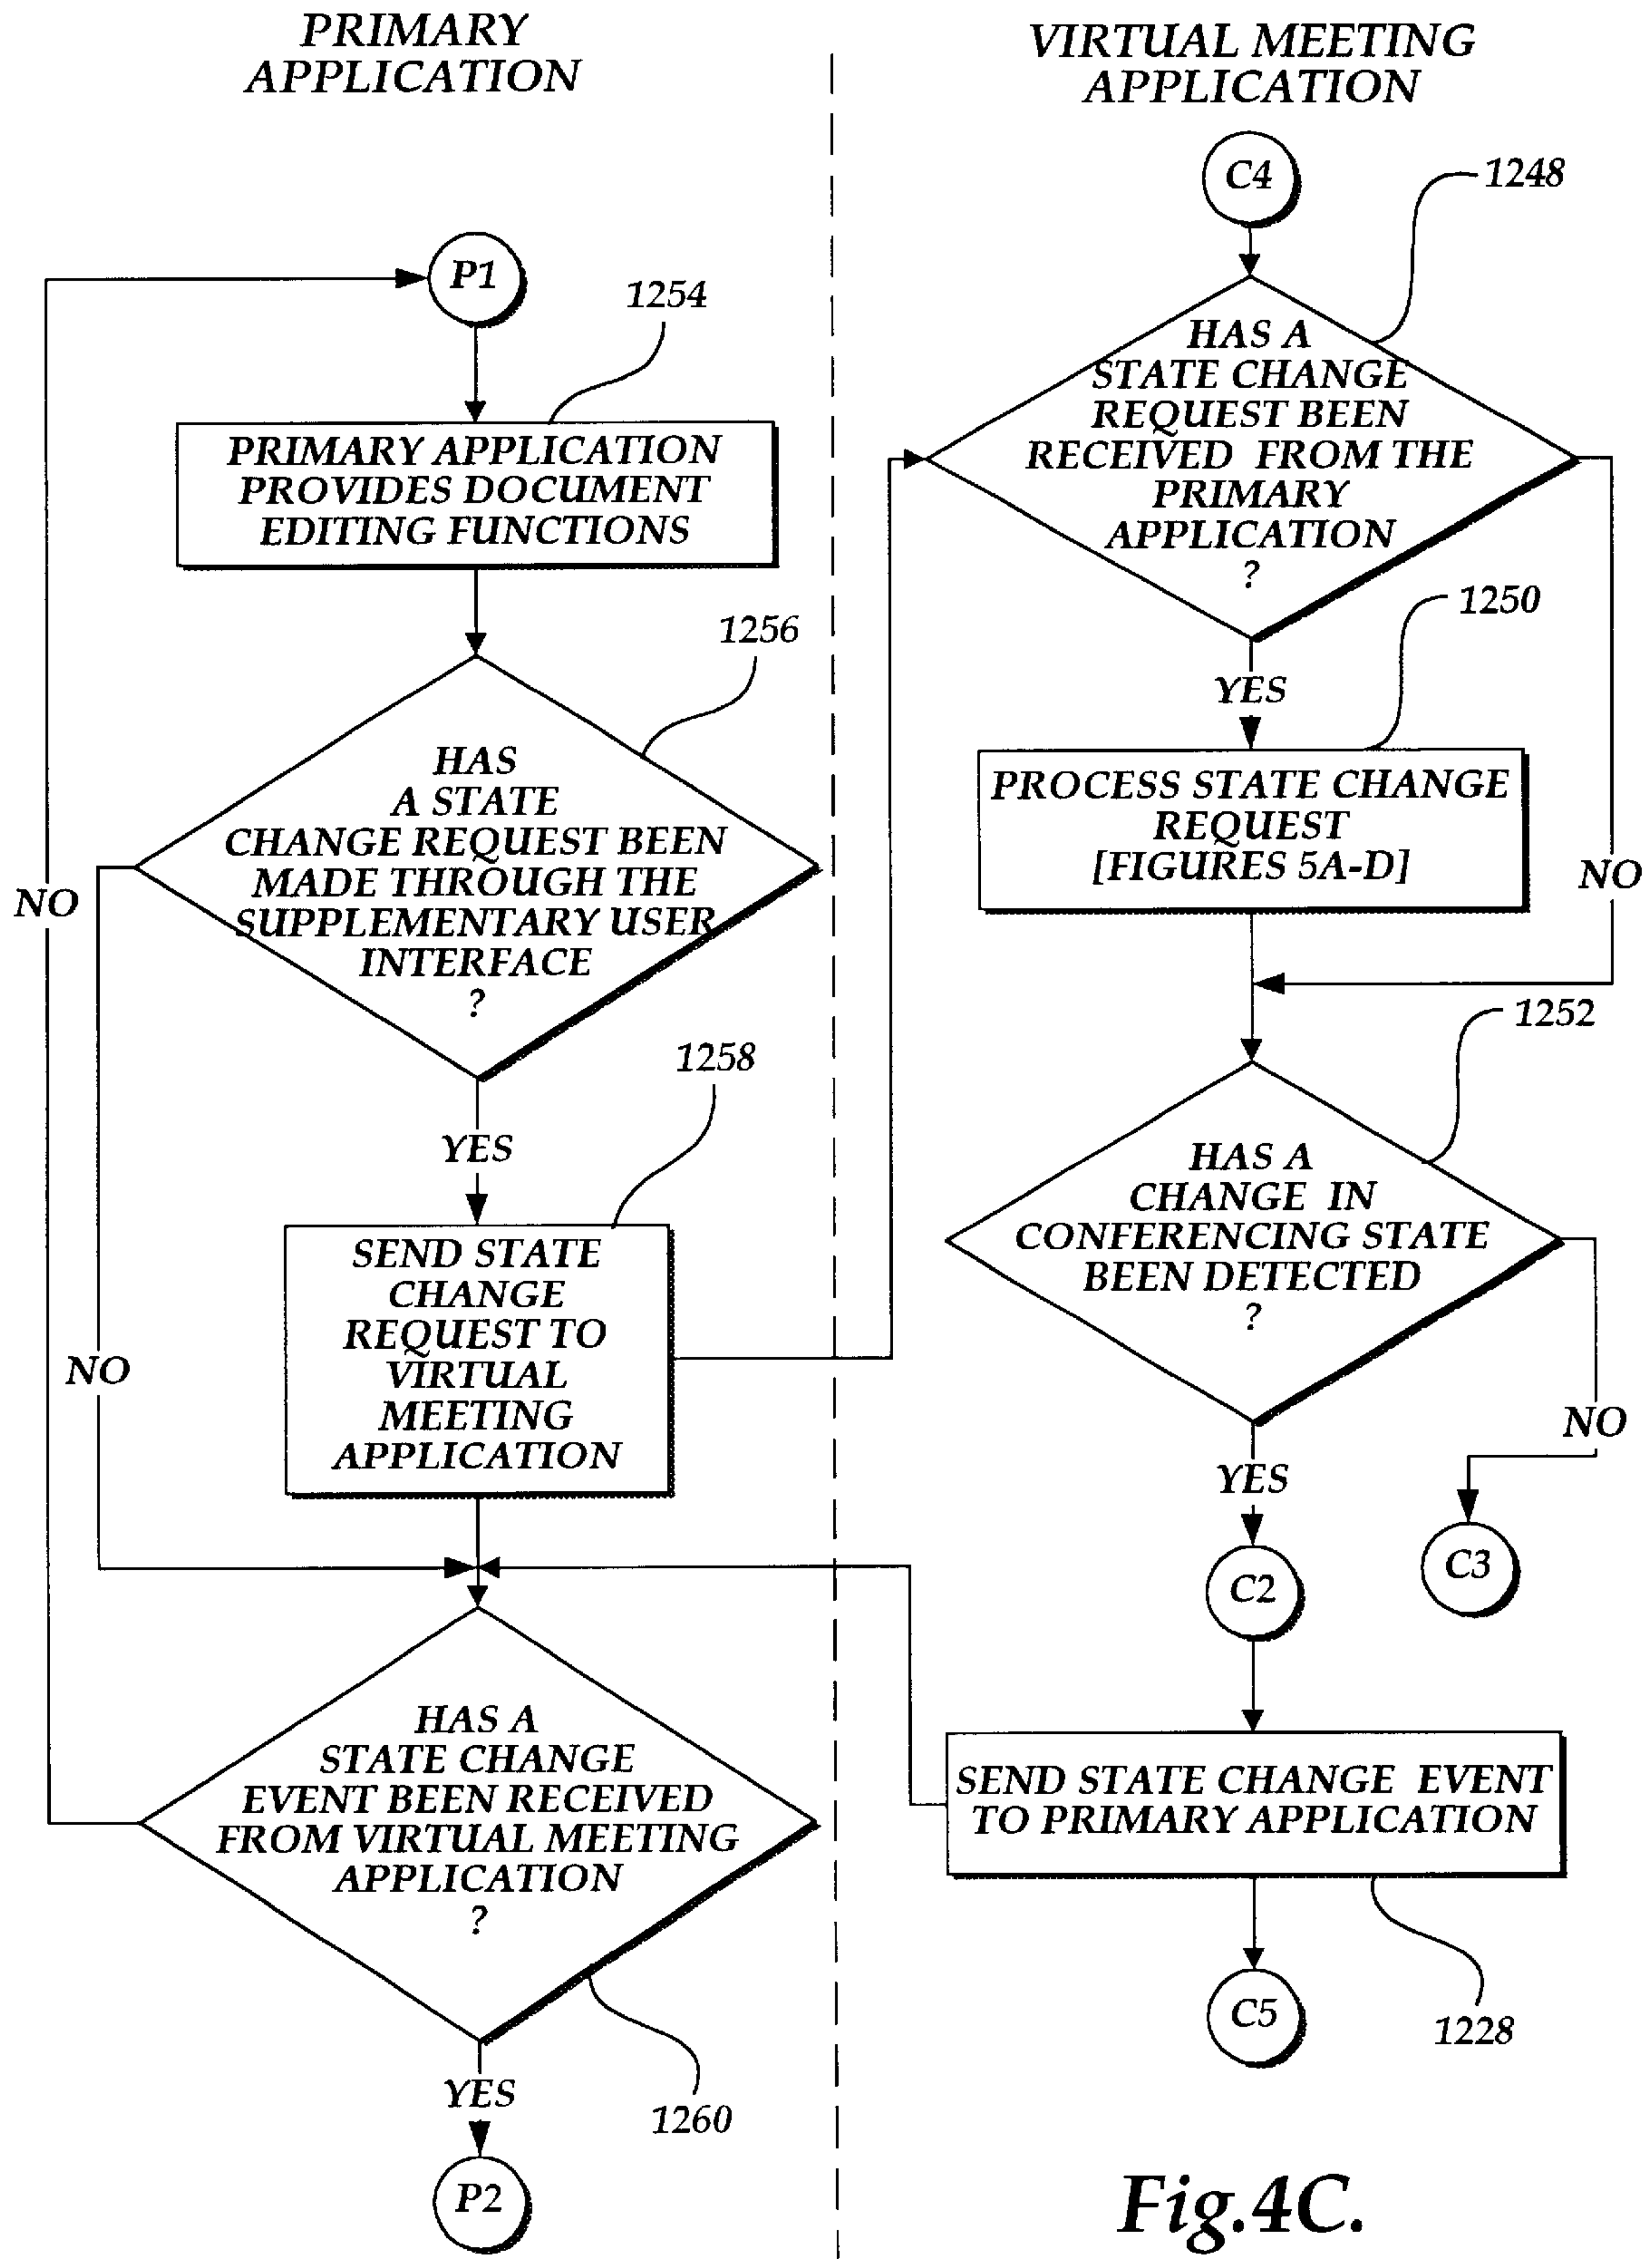 PRIMARY
APPLICATION
P1
1254
PRIMARY APPLICATION
PROVIDES DOCUMENT
EDITING FUNCTIONS
1256
HAS
A STATE
CHANGE REQUEST BEEN
MADE THROUGH THE
SUPPLEMENTARY USER
INTERFACE
?
NO
NO
YES
1258
SEND STATE
CHANGE
REQUEST TO
VIRTUAL
MEETING
APPLICATION
HAS A
STATE CHANGE
EVENT BEEN RECEIVED
FROM VIRTUAL MEETING
APPLICATION
?
YES
1260
P2
VIRTUAL MEETING
APPLICATION
C4
1248
HAS A
STATE CHANGE
REQUEST BEEN
RECEIVED FROM THE
PRIMARY
APPLICATION
?
1250
YES
PROCESS STATE CHANGE
REQUEST
[FIGURES 5A-D]
NO
1252
HAS A
CHANGE IN
CONFERENCING STATE
BEEN DETECTED
?
NO
YES
C3
C2
SEND STATE CHANGE EVENT
TO PRIMARY APPLICATION
C5
1228
Fig.4C.